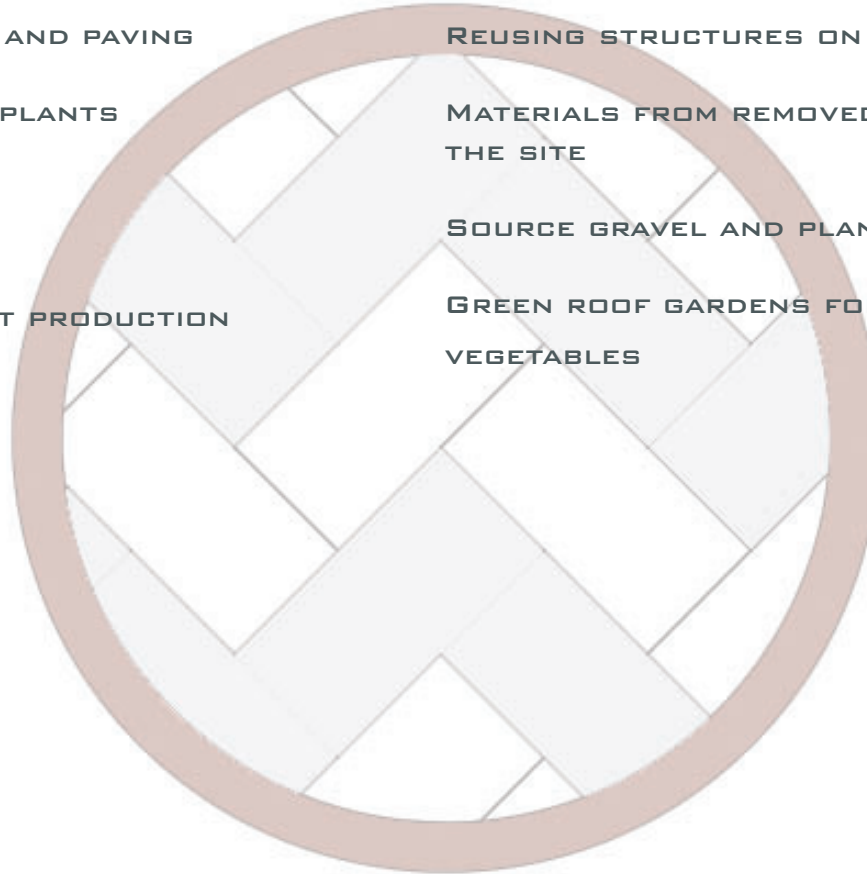 AND PAVING
PLANTS
T PRODUCTION
REUSING STRUCTURES ON
MATERIALS FROM REMOVED
THE SITE
SOURCE GRAVEL AND PLAN
GREEN ROOF GARDENS FO
VEGETABLES